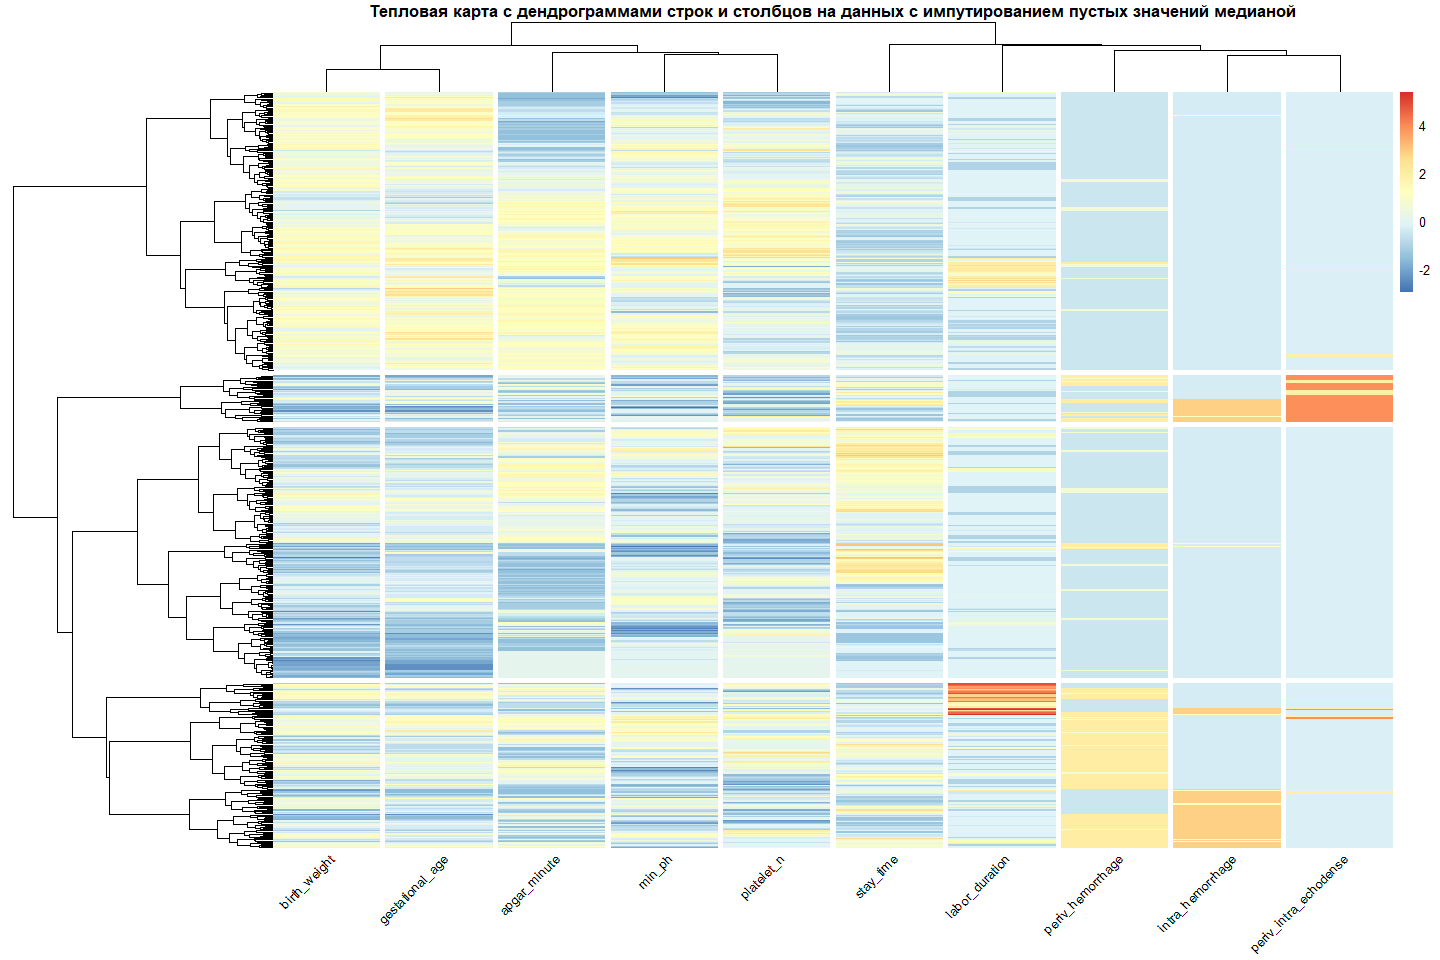 Тепловая карта с дендрограммами строк и столбцов на данных с импутированием пустых значений медианой
4
2
0
-2
birth_weight
gestational_age
apgar_minute
min_ph
platelet_n
stay_time
labor_duration
periv_hemorrhage
intra_hemorrhage
periv_intra_echodense